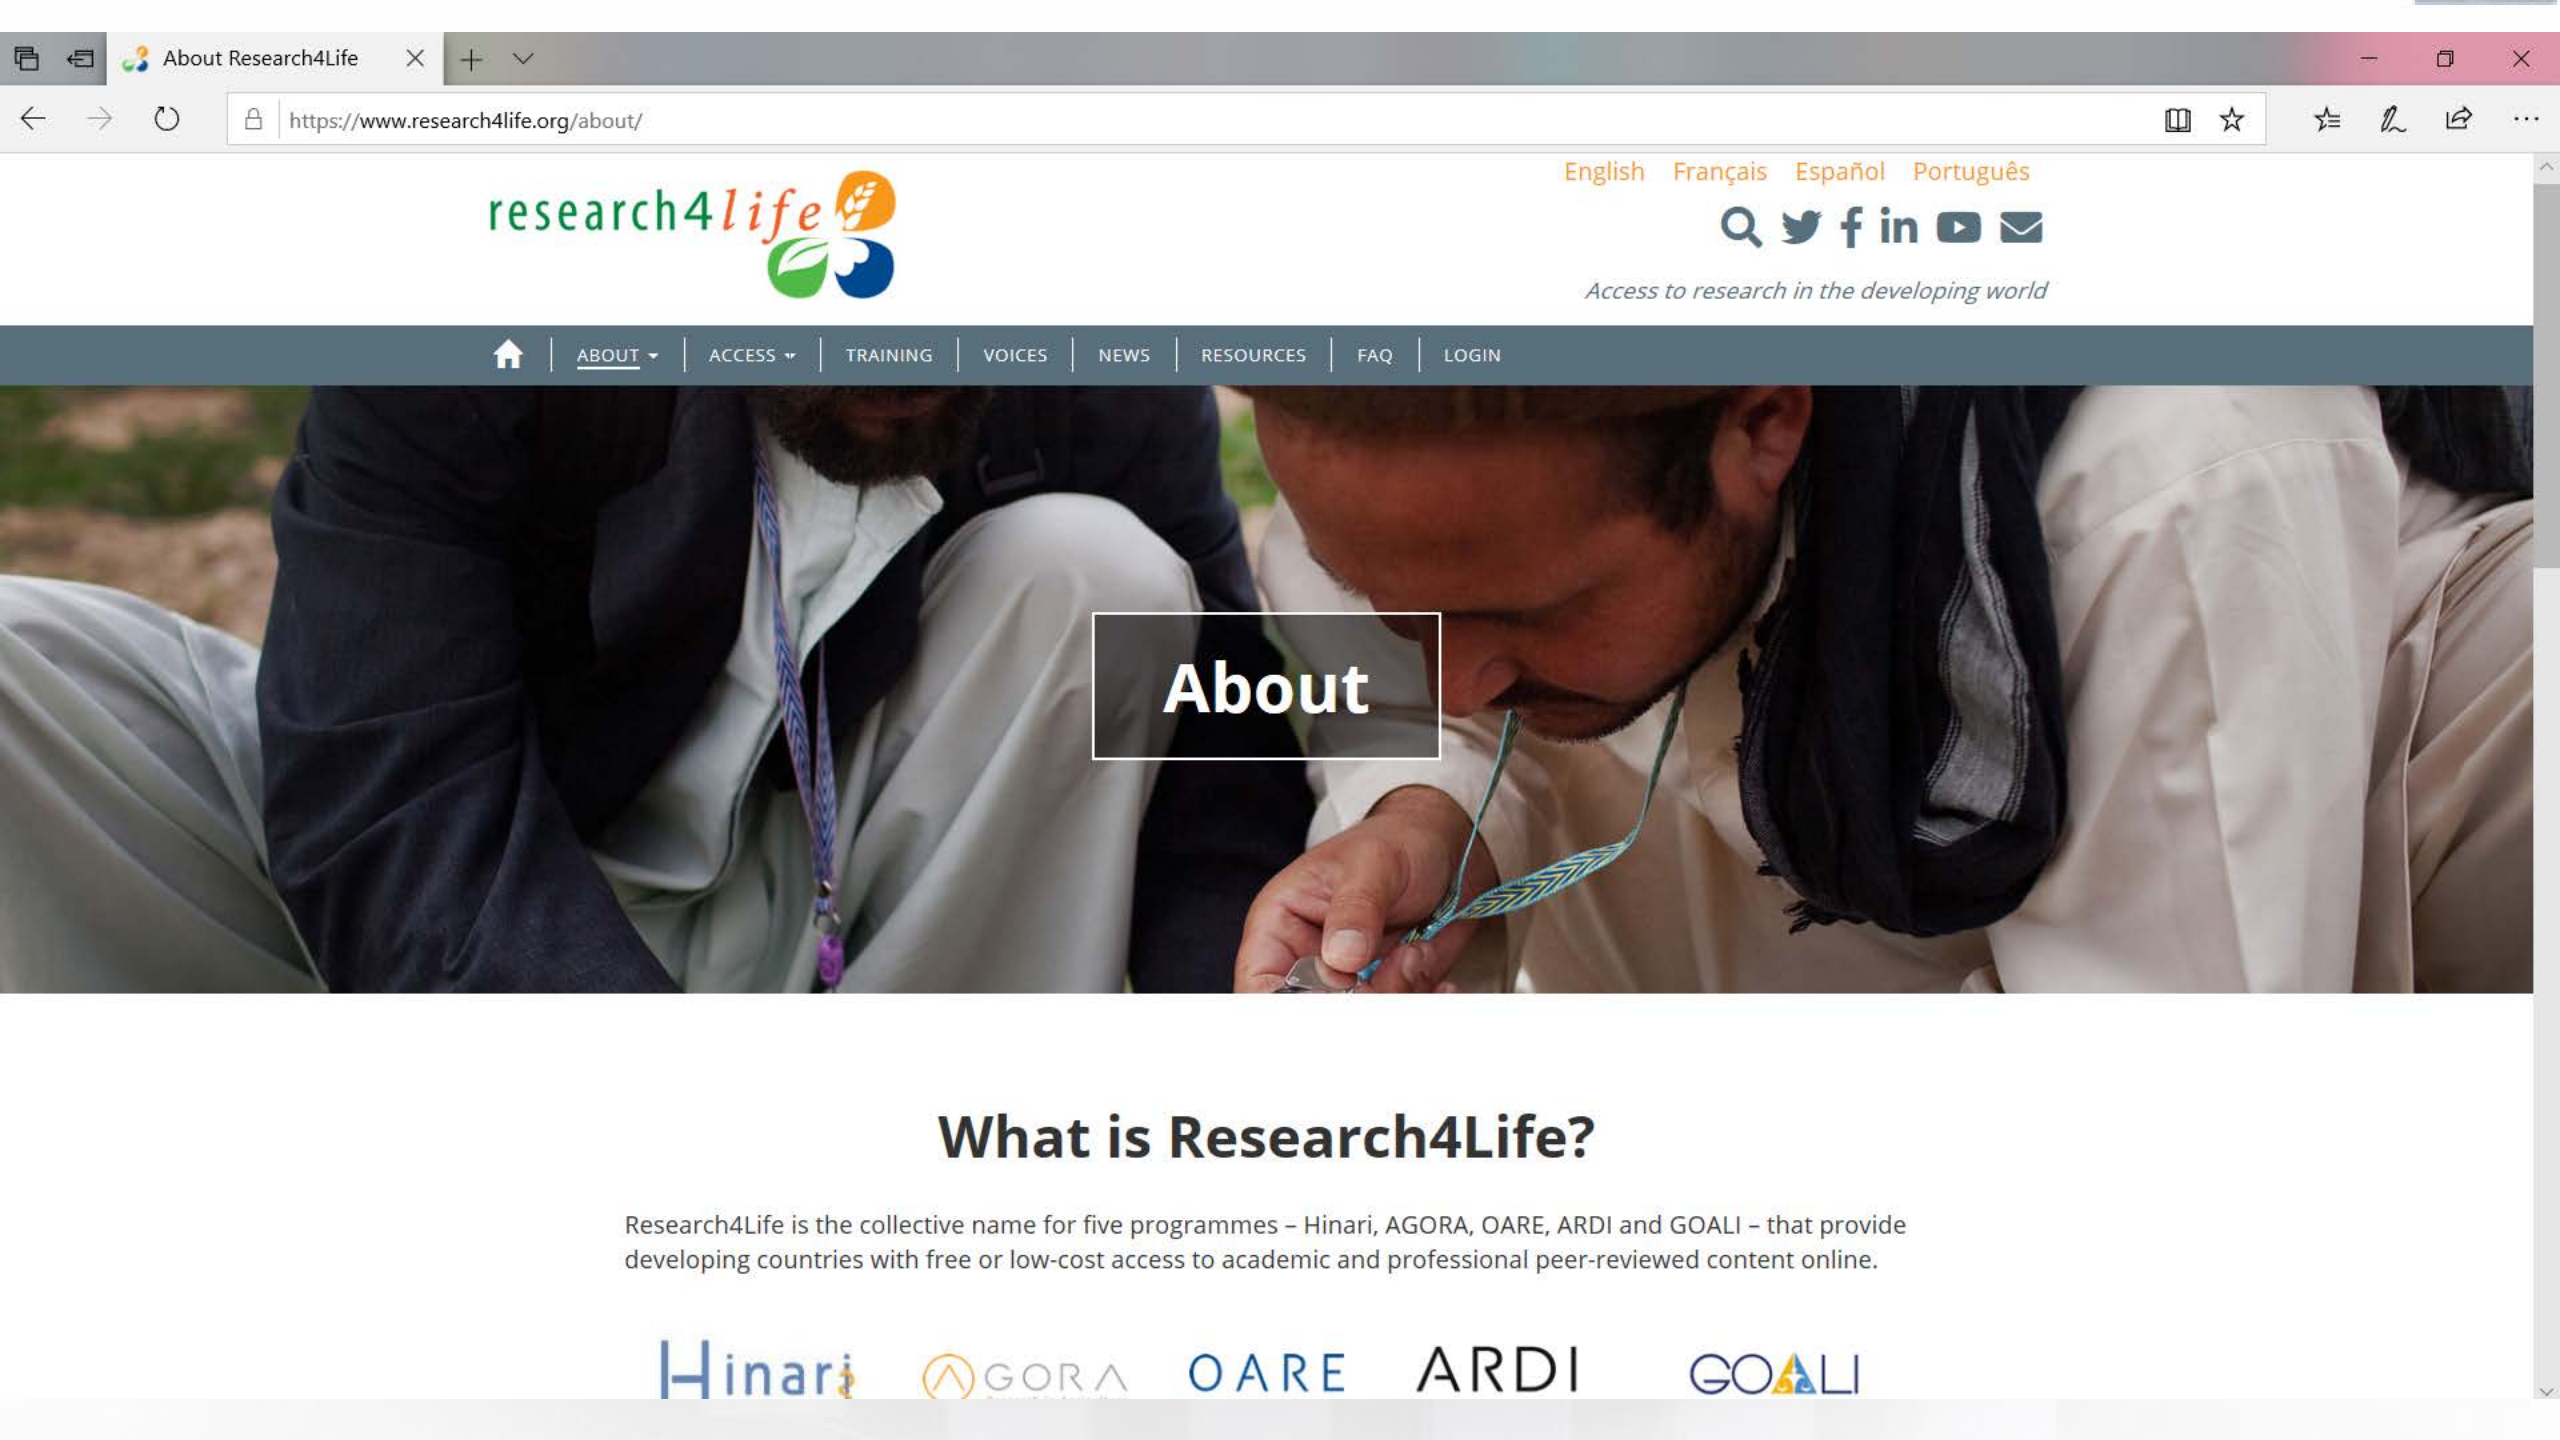 About Research4Life
https://www.research4life.org/about/
English Français Español Português
research4life
Access to research in the developing world
ABOUT ACCESS TRAINING VOICES NEWS RESOURCES FAQ LOGIN
About
What is Research4Life?
Research4Life is the collective name for five programmes – Hinari, AGORA, OARE, ARDI and GOALI – that provide
developing countries with free or low-cost access to academic and professional peer-reviewed content online.
Hinari AGORA OARE ARDI GOALI